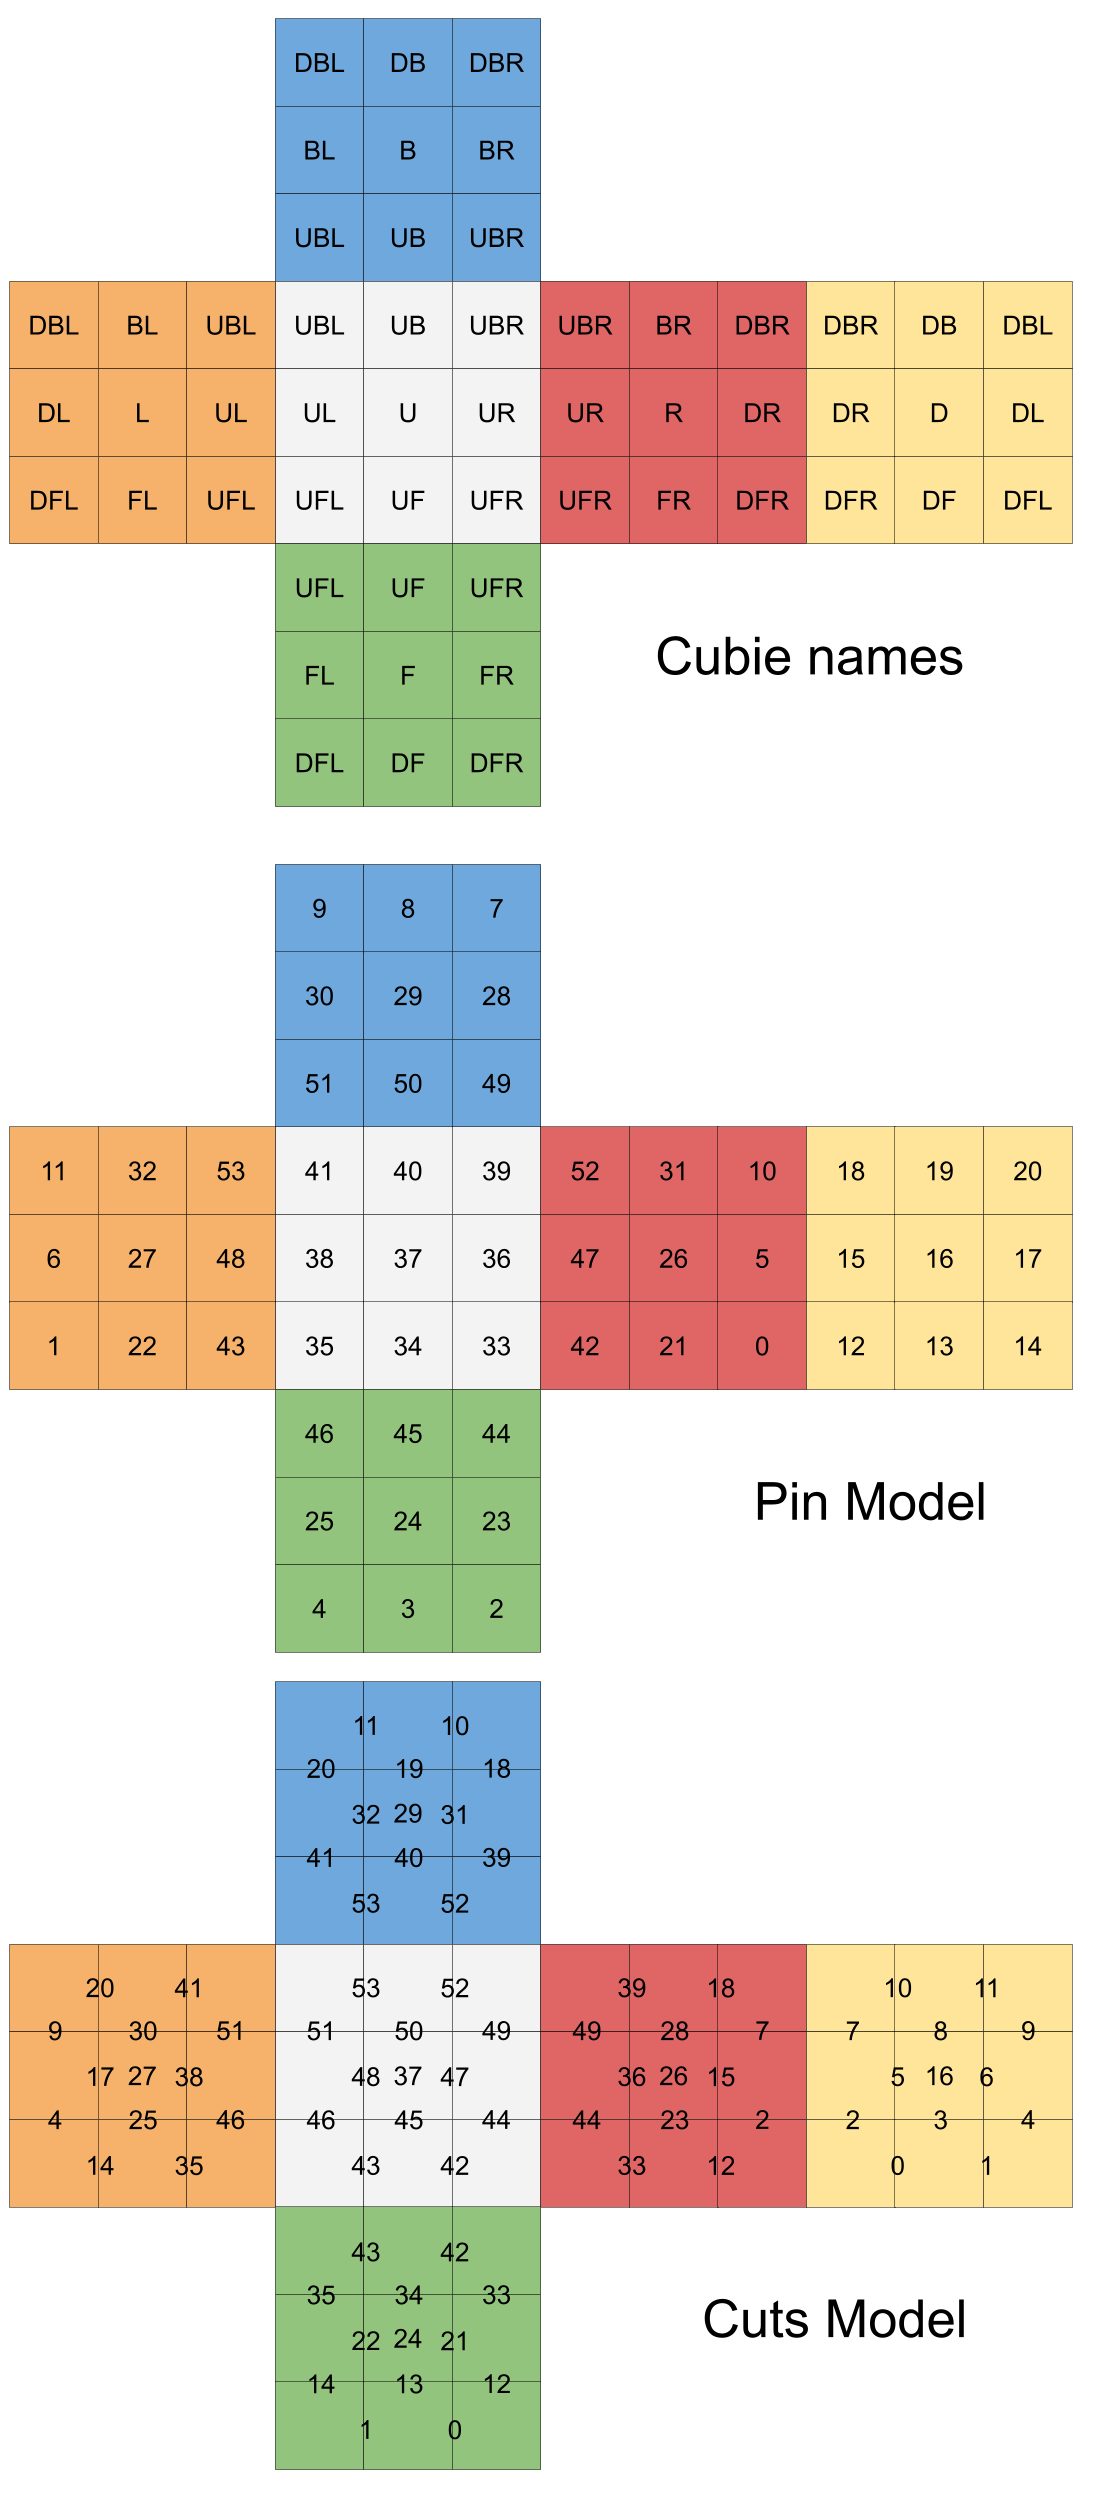 DBL DB DBR
BL B BR
UBL UB UBR
DBL BL UBL UBL UB UBR UBR BR DBR DBR DB DBL
DL L UL UL U UR UR R DR DR D DL
DFL FL UFL UFL UF UFR UFR FR DFR DFR DF DFL
UFL UF UFR
FL F FR
Cubie names
DFL DF DFR
9 8 7
30 29 28
51 50 49
11 32 53 41 40 39 52 31 10 18 19 20
6 27 48 38 37 36 47 26 5 15 16 17
1 22 43 35 34 33 42 21 0 12 13 14
46 45 44
25 24 23
Pin Model
4 3 2
11 10
20 19 18
32 29 31
41 40 39
53 52
20 41 53 52 39 18 10 11
9 30 51 51 50 49 49 28 7 7 8 9
17 27 38 48 37 47 36 26 15 5 16 6
4 25 46 46 45 44 44 23 2 2 3 4
14 35 43 42 33 12 0 1
43 42
35 34 33
22 24 21
Cuts Model
14 13 12
1 0